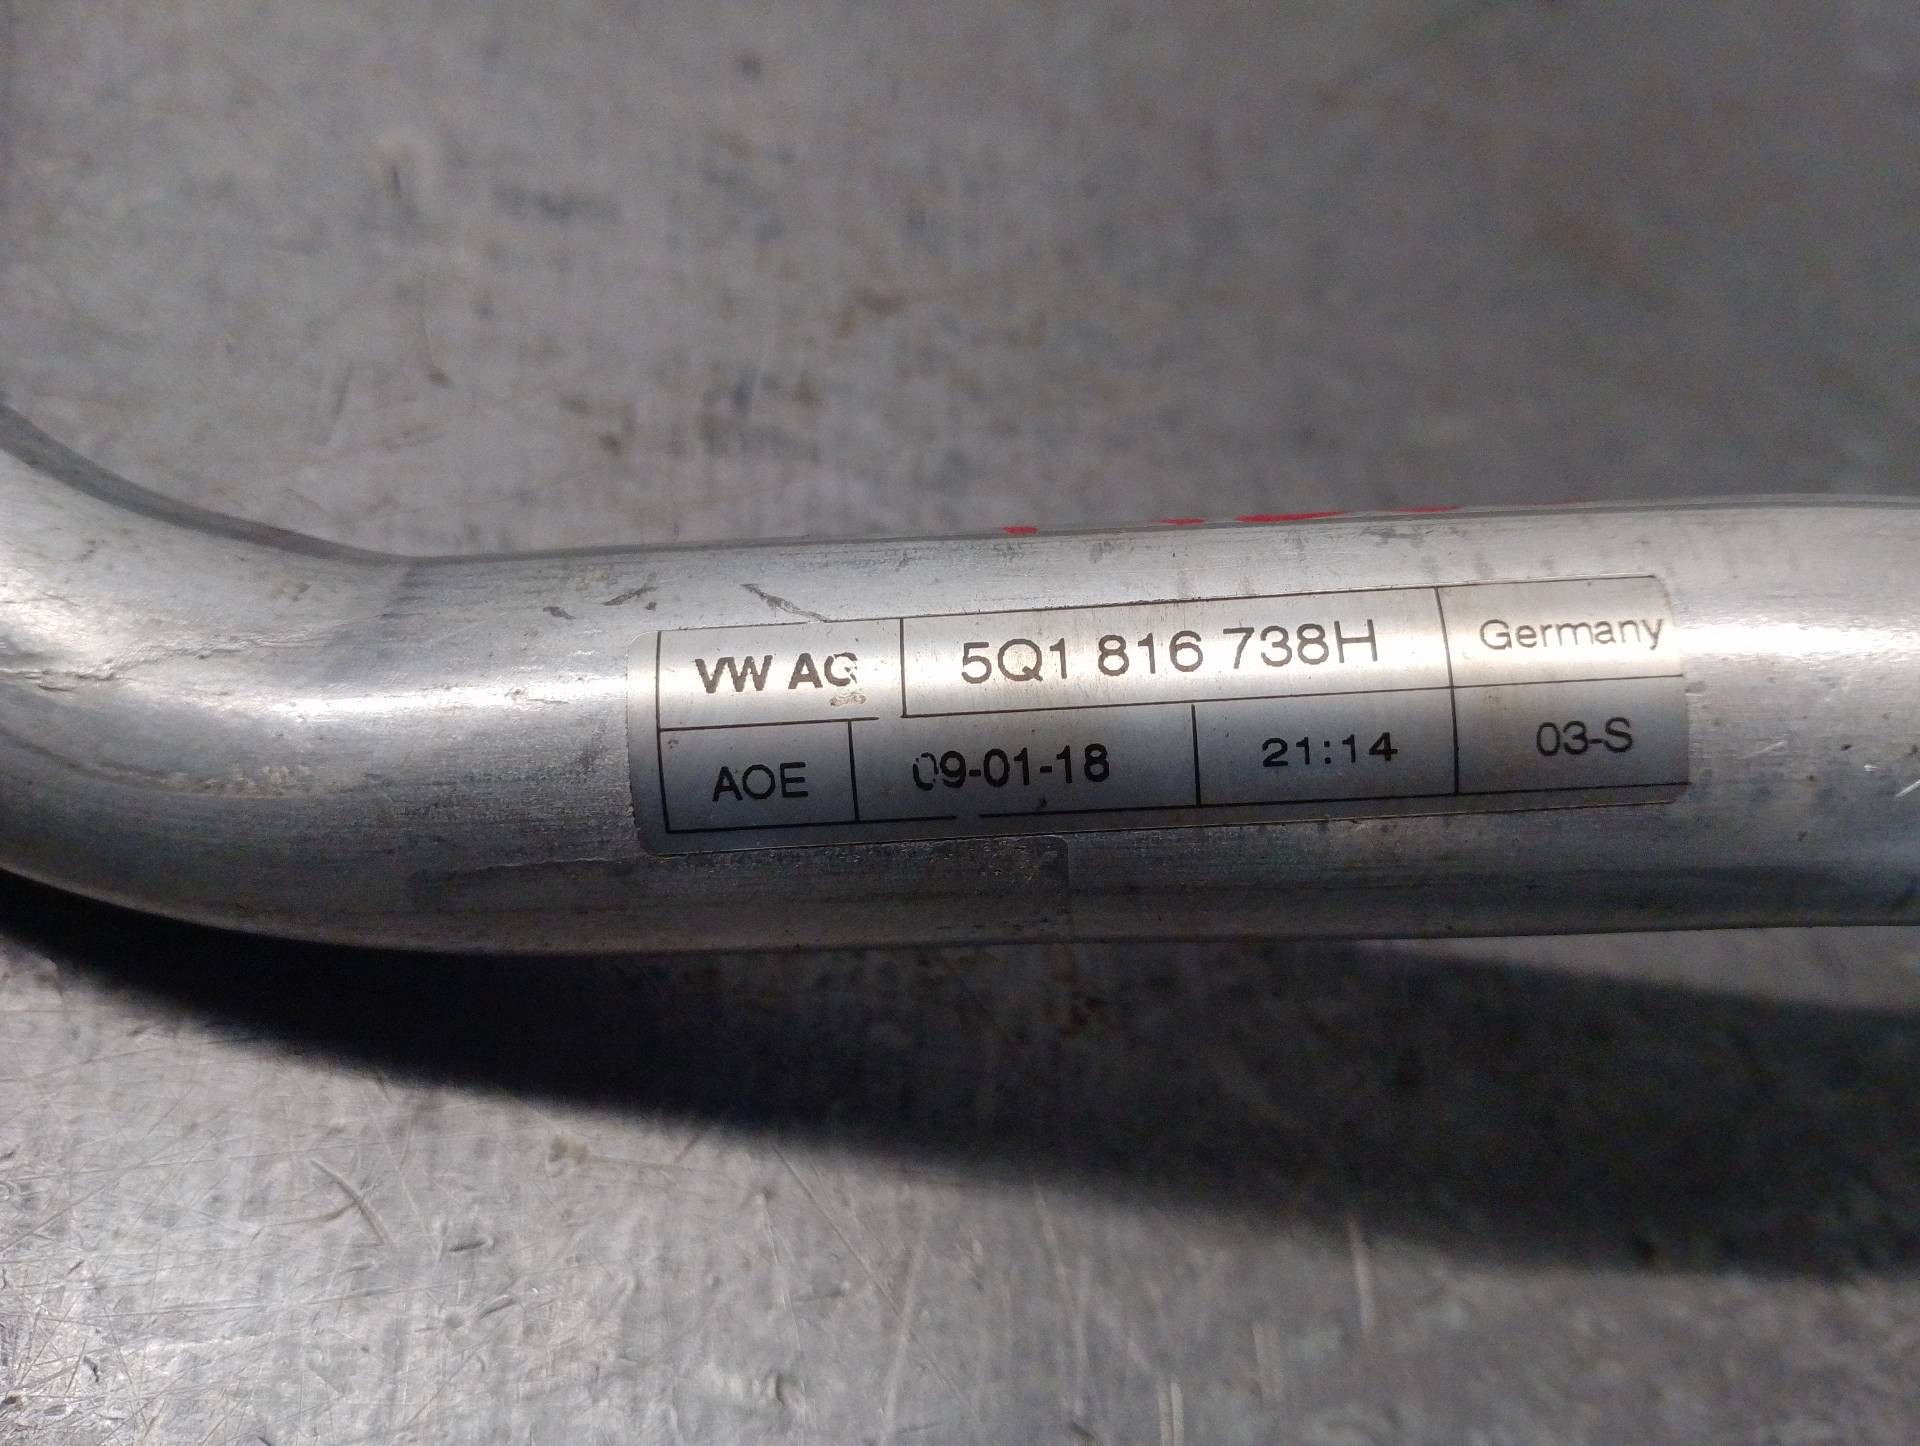 VW AG 5Q1 816 738H Germany
AOE 09-01-18 21:14 03-S